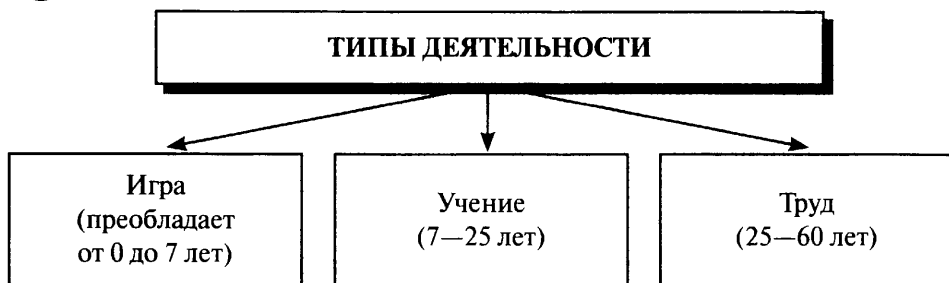 ТИПЫ ДЕЯТЕЛЬНОСТИ
Игра
(преобладает
от 0 до 7 лет)
Учение
(7—25 лет)
Труд
(25—60 лет)